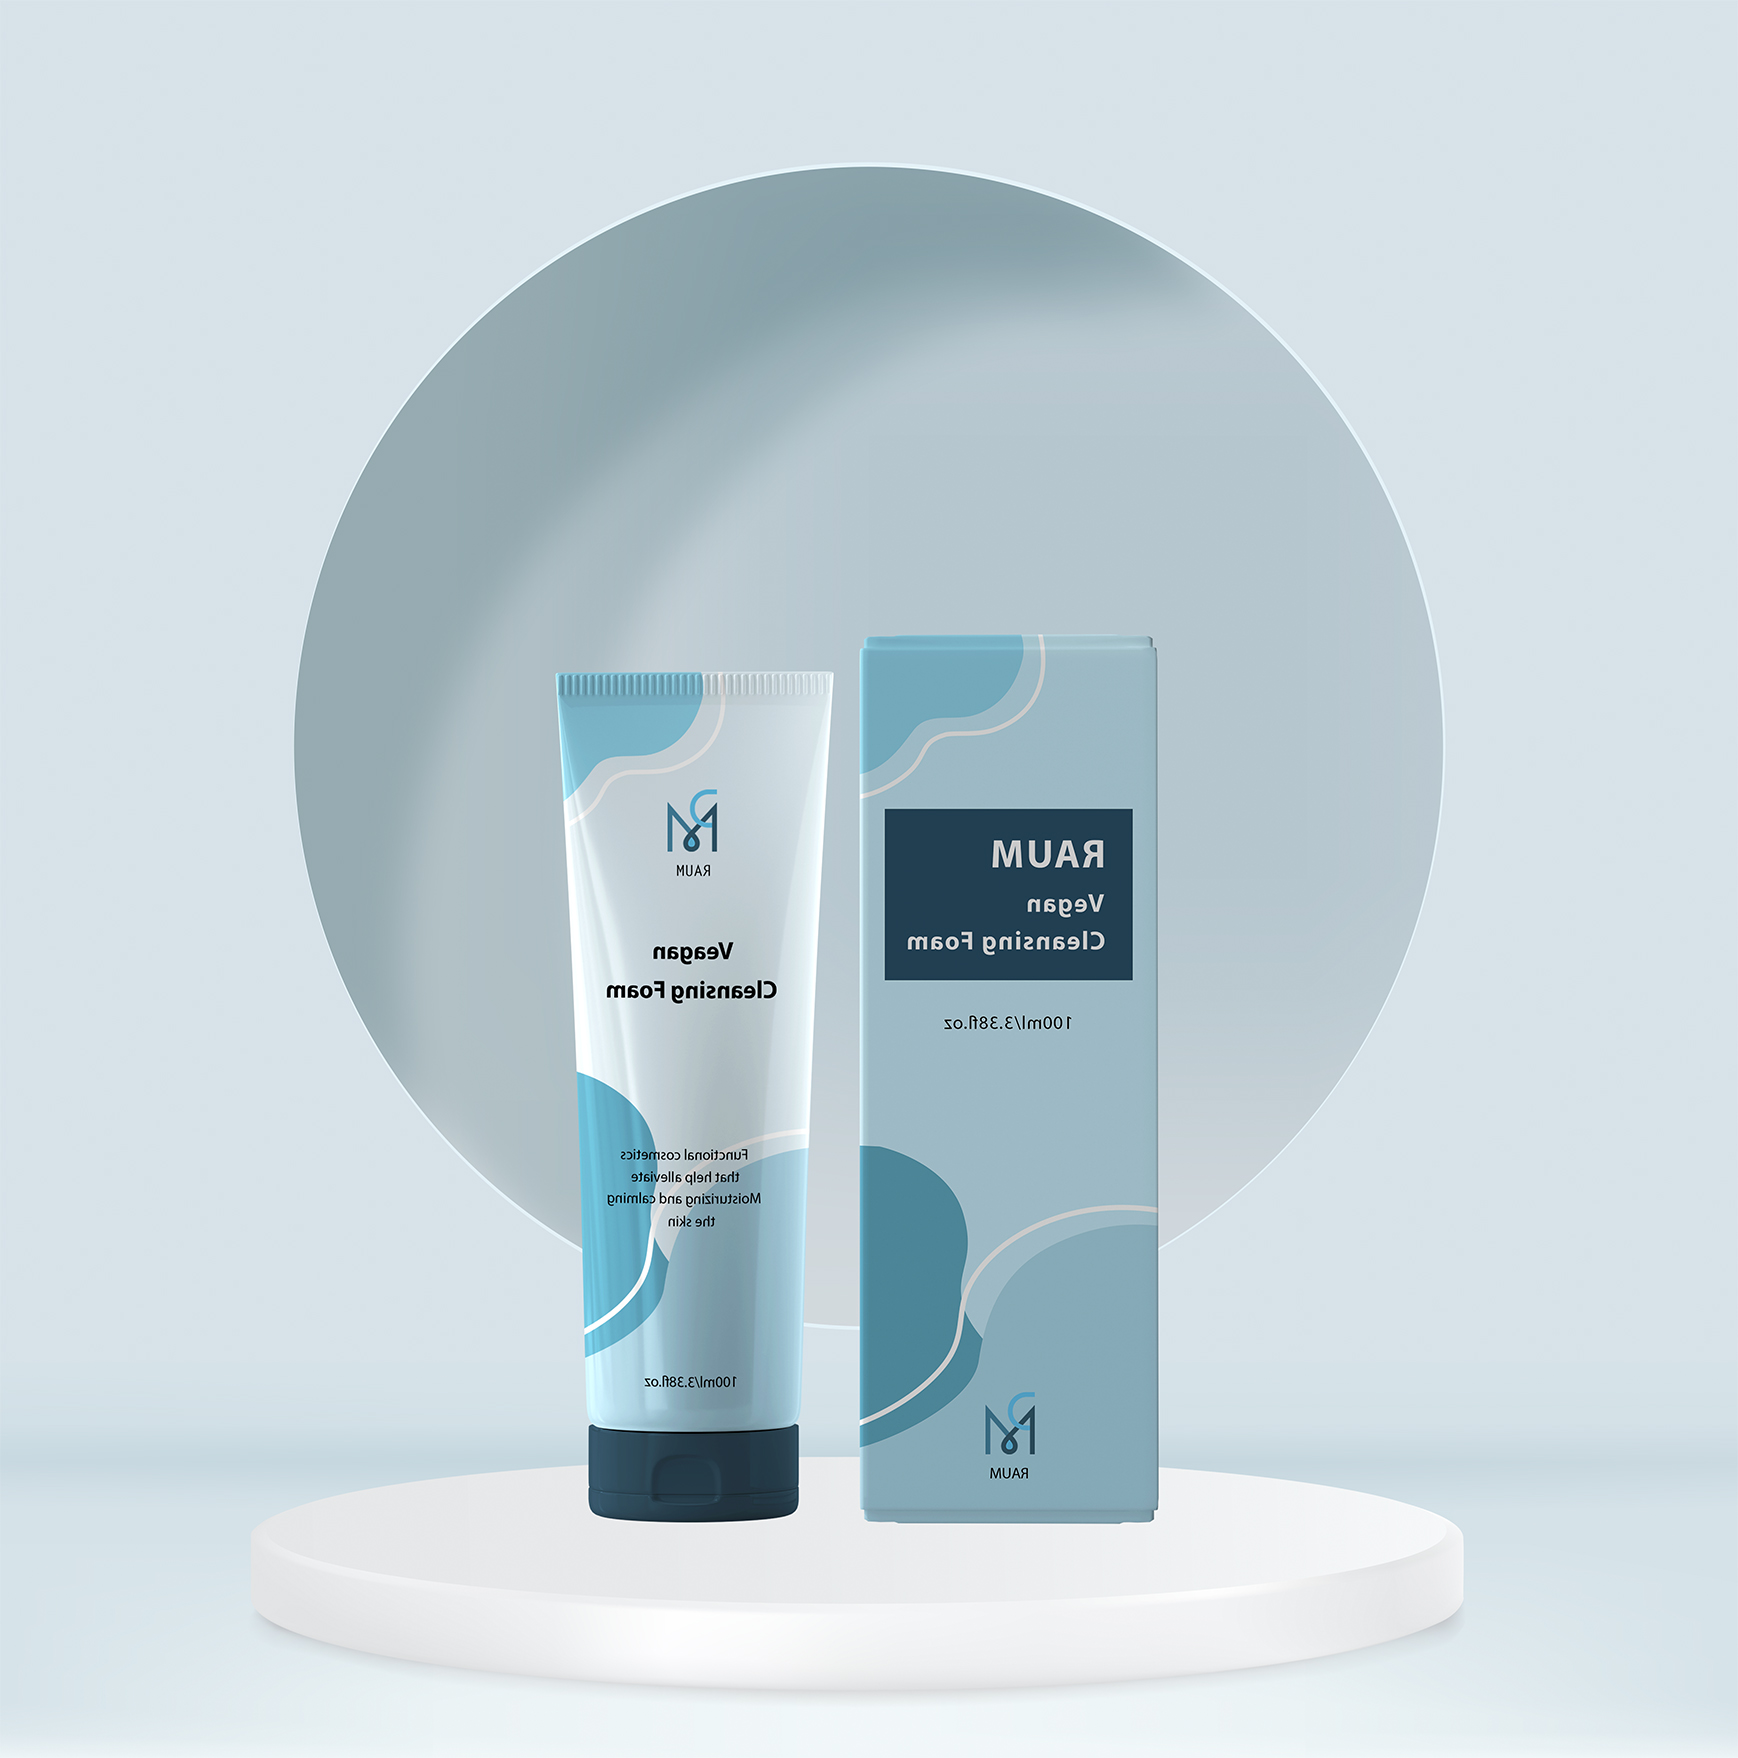 RAUM
Veagan
Cleansing Foam
Functional cosmetics
that help alleviate
Moisturizing and calming
the skin
100ml/3.38fl.oz
RAUM
Vegan
Cleansing Foam
100ml/3.38fl.oz
RAUM